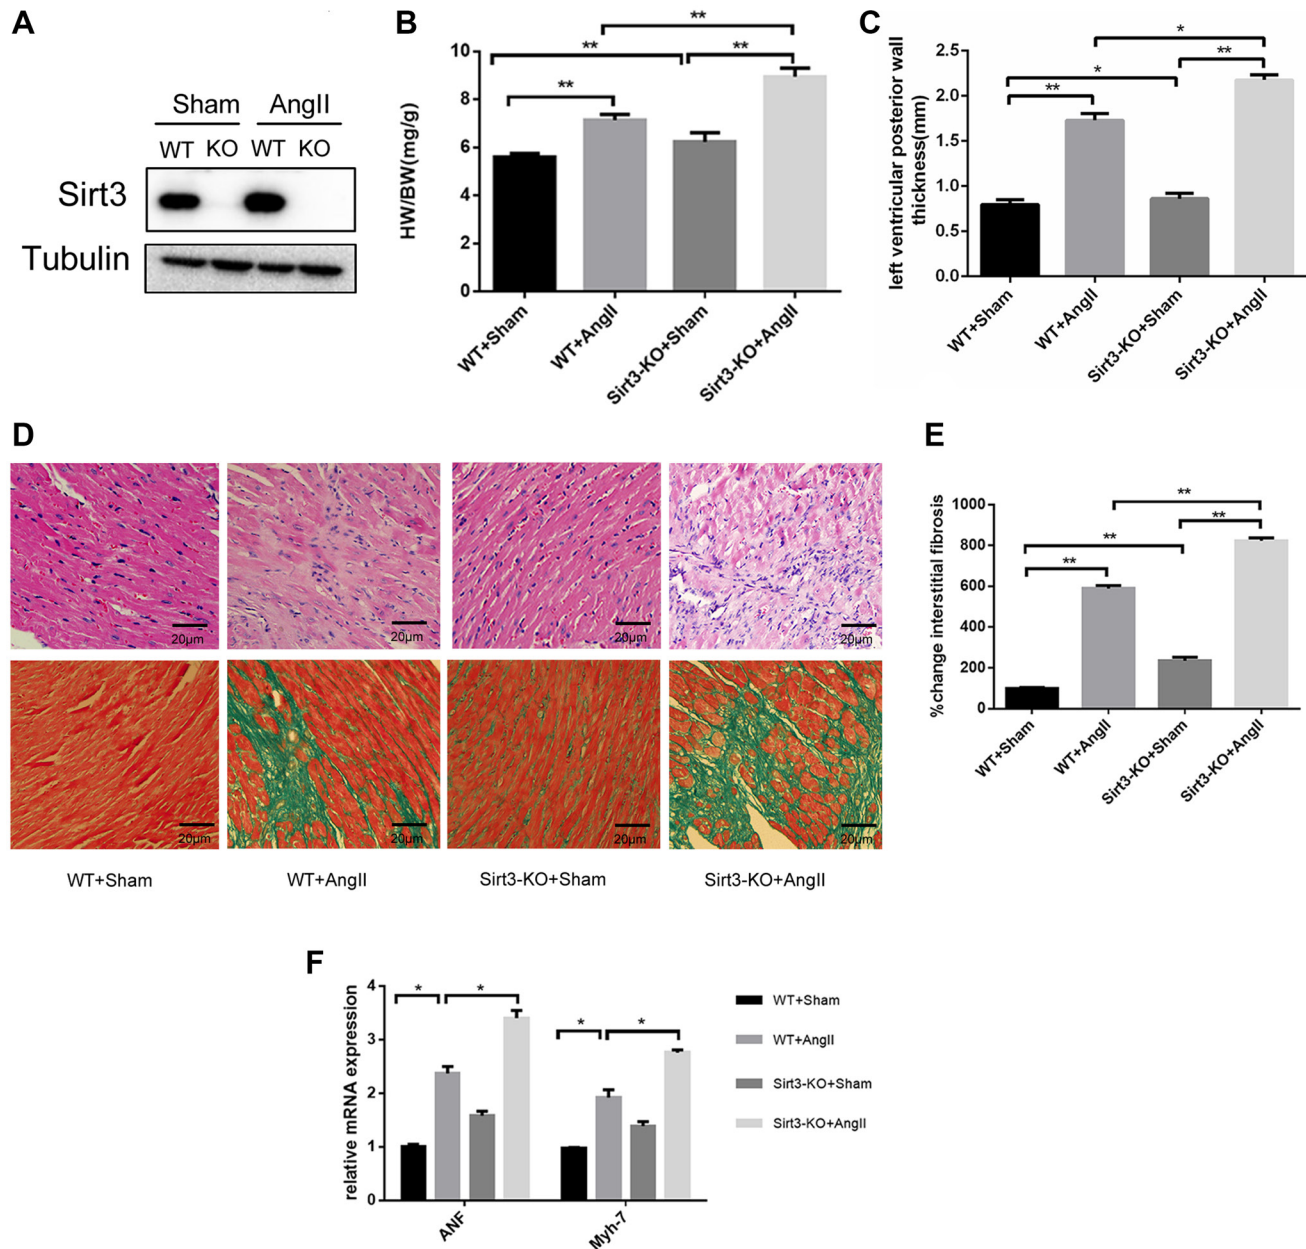 A
Sham AngII
WT KO WT KO
Sirt3
Tubulin
B
HW/BW(mg/g)
10
8
6
4
2
0
**
**
**
**
WT+Sham
WT+AngII
Sirt3-KO+Sham
Sirt3-KO+AngII
C
left ventricular posterior wall
thickness(mm)
2.5
2.0
1.5
1.0
0.5
0.0
*
**
*
**
WT+Sham
WT+AngII
Sirt3-KO+Sham
Sirt3-KO+AngII
D
20μm
20μm
20μm
20μm
20μm
20μm
20μm
20μm
WT+Sham
WT+AngII
Sirt3-KO+Sham
Sirt3-KO+AngII
E
%change interstitial fibrosis
1000
800
600
400
200
0
**
**
**
**
WT+Sham
WT+AngII
Sirt3-KO+Sham
Sirt3-KO+AngII
F
relative mRNA expression
4
3
2
1
0
* *
* *
ANF
Myh-7
WT+Sham
WT+AngII
Sirt3-KO+Sham
Sirt3-KO+AngII